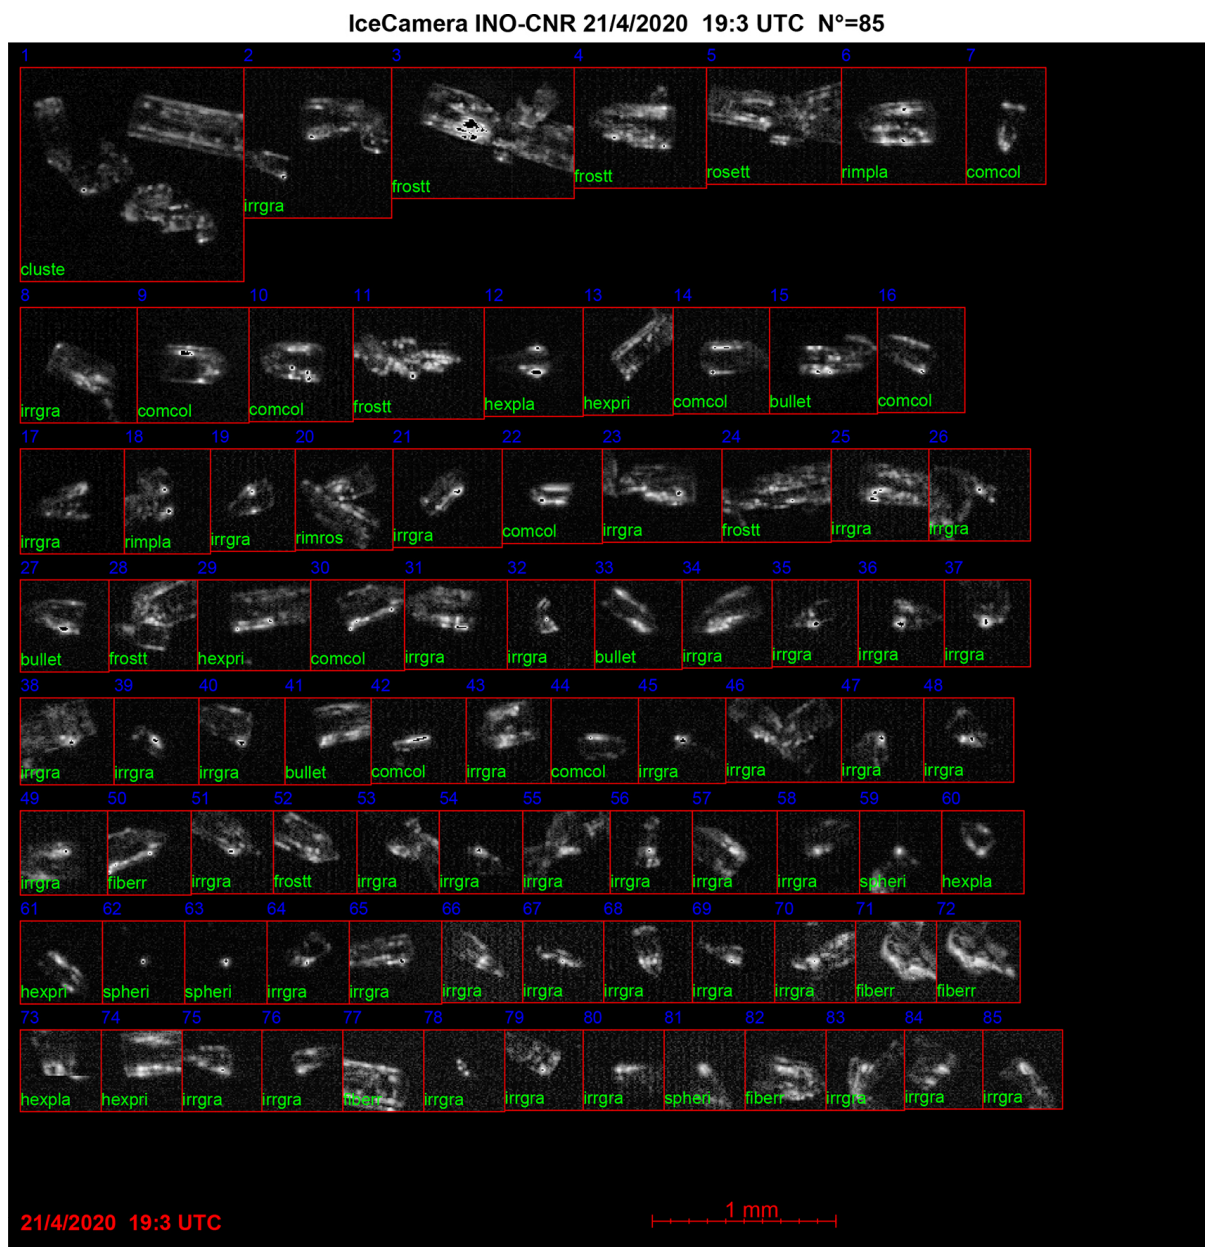 IceCamera INO-CNR 21/4/2020 19:3 UTC N°=85
1 2 3 4 5 6 7
cluste irrgra frostt frostt rosett rimpla comcol
8 9 10 11 12 13 14 15 16
irrgra comcol comcol frostt hexpla hexpri comcol bullet comcol
17 18 19 20 21 22 23 24 25 26
irrgra rimpla irrgra rimros irrgra comcol irrgra frostt irrgra irrgra
27 28 29 30 31 32 33 34 35 36 37
bullet frostt hexpri comcol irrgra irrgra bullet irrgra irrgra irrgra irrgra
38 39 40 41 42 43 44 45 46 47 48
irrgra irrgra irrgra bullet comcol irrgra comcol irrgra irrgra irrgra irrgra
49 50 51 52 53 54 55 56 57 58 59 60
irrgra fiberr irrgra frostt irrgra irrgra irrgra irrgra irrgra irrgra spheri hexpla
61 62 63 64 65 66 67 68 69 70 71 72
hexpri spheri spheri irrgra irrgra irrgra irrgra irrgra irrgra irrgra fiberr fiberr
73 74 75 76 77 78 79 80 81 82 83 84 85
hexpla hexpri irrgra irrgra fiberr irrgra irrgra irrgra spheri fiberr irrgra irrgra irrgra
1 mm
21/4/2020 19:3 UTC